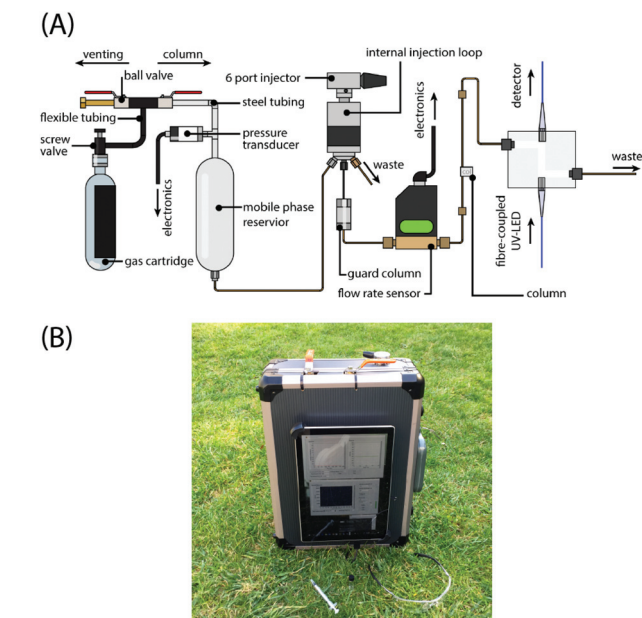 (A)
venting
column
ball valve
internal injection loop
6 port injector
steel tubing
flexible tubing
pressure
transducer
screw
valve
electronics
mobile phase
reservior
gas cartridge
waste
electronics
guard column
flow rate sensor
column
detector
waste
fibre-coupled
UV-LED
(B)